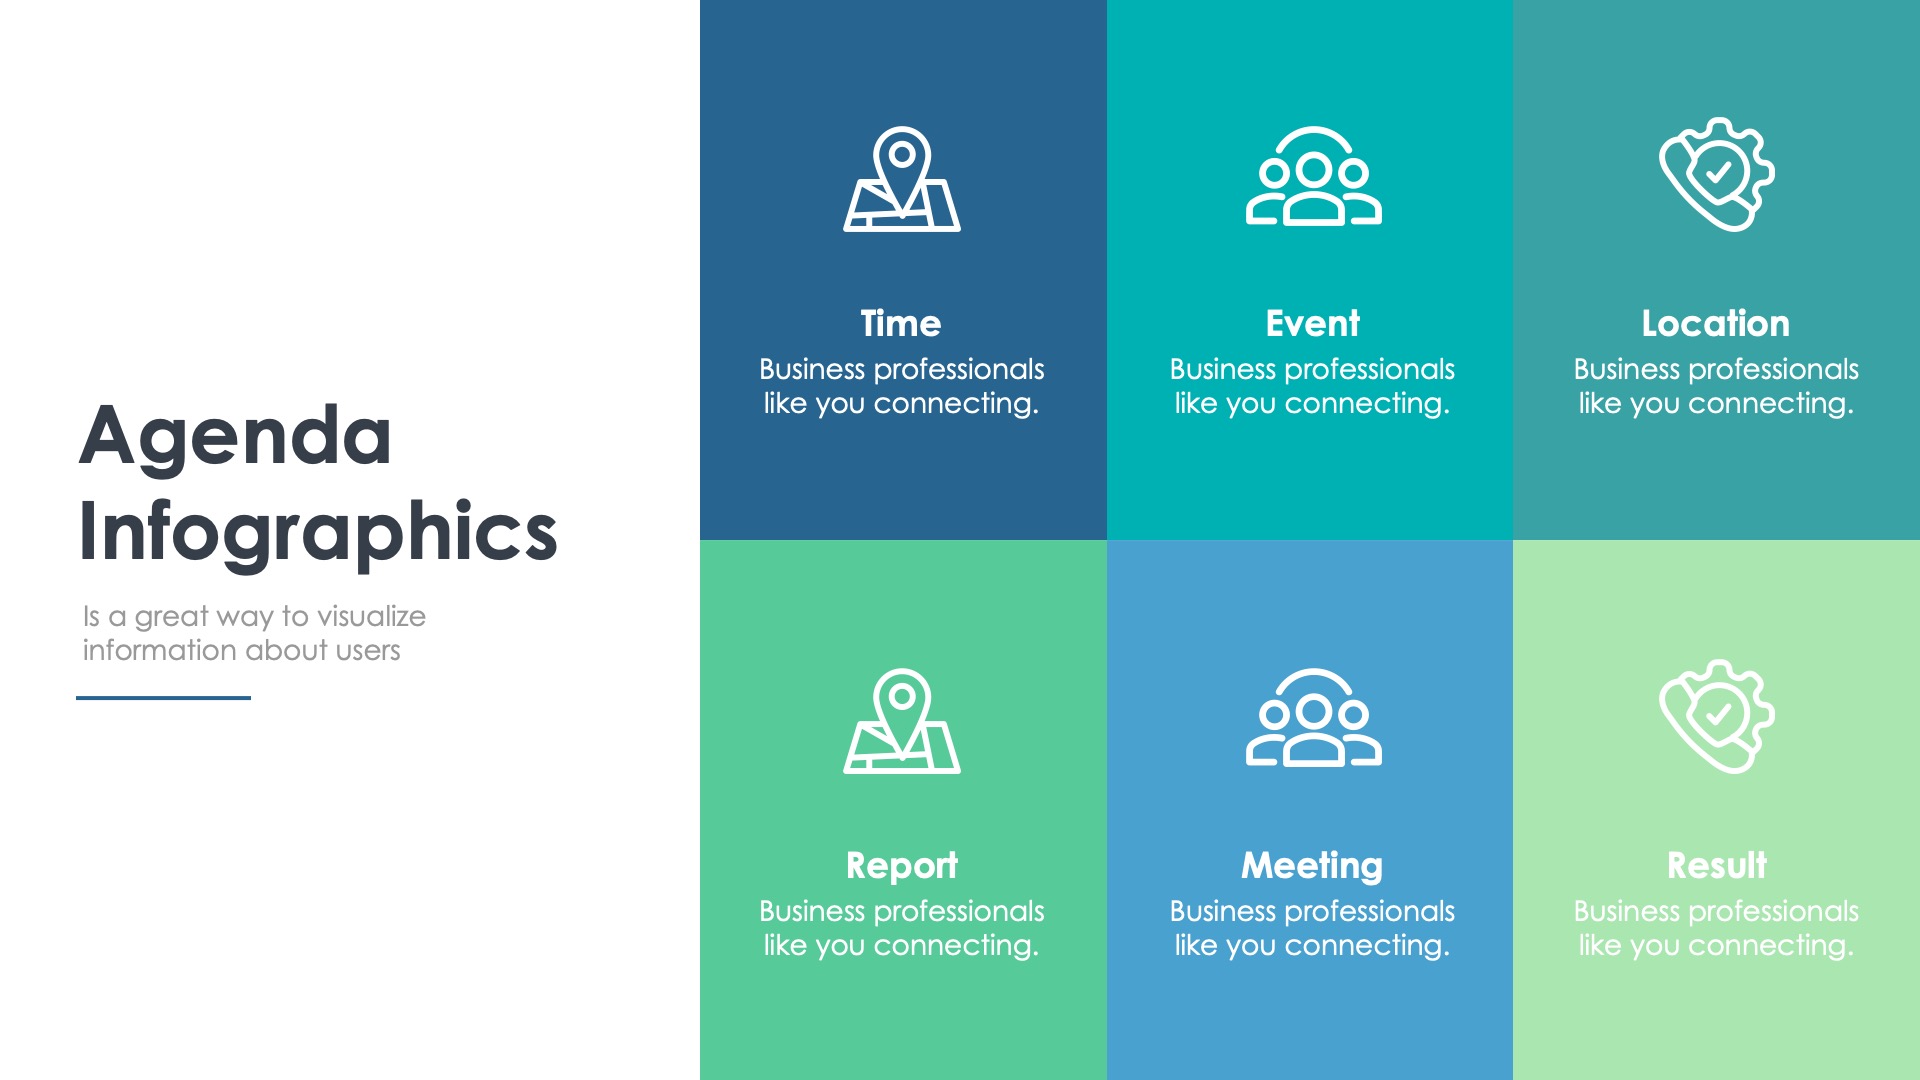 Agenda
Infographics
Is a great way to visualize
information about users
Time
Business professionals
like you connecting.
Event
Business professionals
like you connecting.
Location
Business professionals
like you connecting.
Report
Business professionals
like you connecting.
Meeting
Business professionals
like you connecting.
Result
Business professionals
like you connecting.